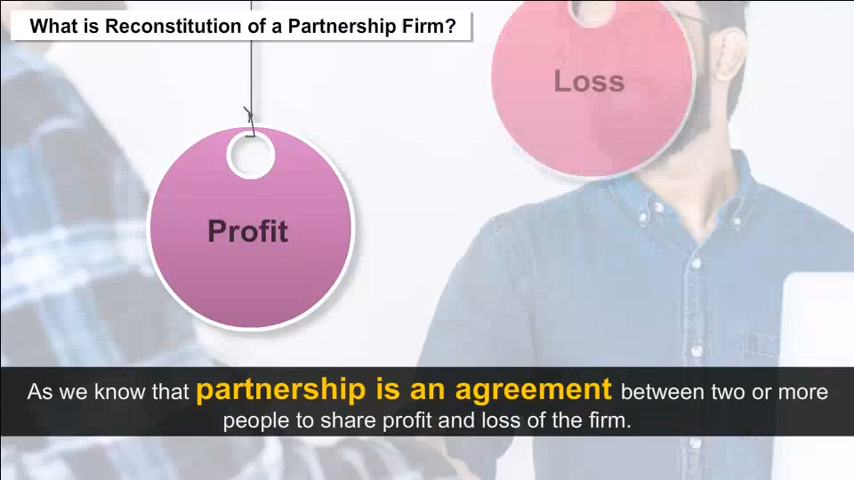 What is Reconstitution of a Partnership Firm?
Loss
Profit
As we know that partnership is an agreement between two or more
people to share profit and loss of the firm.